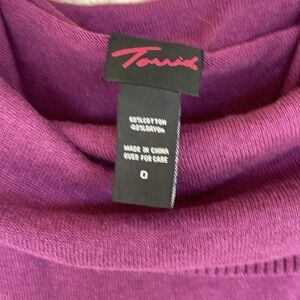 Torrid
60%COTTON
40%RAYON
MADE IN CHINA
OVER FOR CARE
0